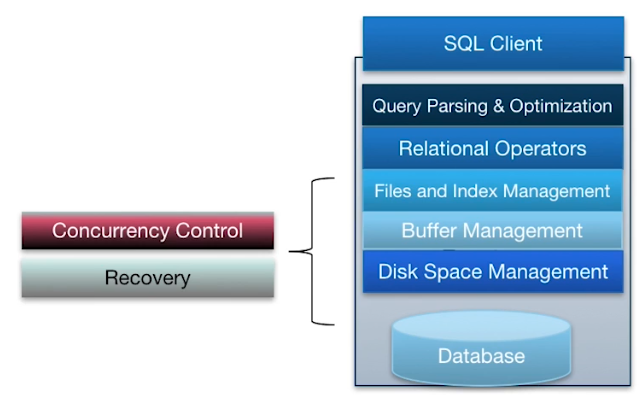 SQL Client
Query Parsing & Optimization
Relational Operators
Files and Index Management
Buffer Management
Disk Space Management
Database
Concurrency Control
Recovery